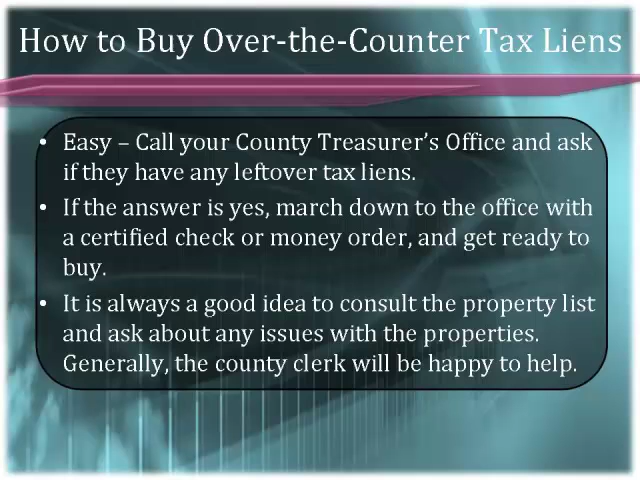 How to Buy Over-the-Counter Tax Liens
• Easy – Call your County Treasurer’s Office and ask
if they have any leftover tax liens.
• If the answer is yes, march down to the office with
a certified check or money order, and get ready to
buy.
• It is always a good idea to consult the property list
and ask about any issues with the properties.
Generally, the county clerk will be happy to help.